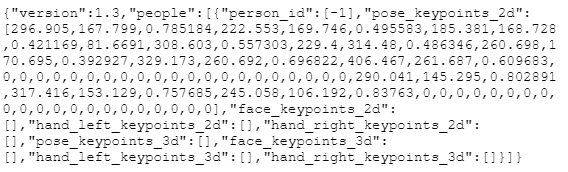 {"version":1.3,"people":[{"person_id":[-1],"pose_keypoints_2d":
[296.905,167.799,0.785184,222.553,169.746,0.495583,185.381,168.728
,0.421169,81.6691,308.603,0.557303,229.4,314.48,0.486346,260.698,1
70.695,0.392927,329.173,260.692,0.696822,406.467,261.687,0.609683,
0,0,0,0,0,0,0,0,0,0,0,0,0,0,0,0,0,0,0,0,0,290.041,145.295,0.802891
,317.416,153.129,0.757685,245.058,106.192,0.83763,0,0,0,0,0,0,0,0,
0,0,0,0,0,0,0,0,0,0,0,0,0],"face_keypoints_2d":
[],"hand_left_keypoints_2d":[],"hand_right_keypoints_2d":
[],"pose_keypoints_3d":[],"face_keypoints_3d":
[],"hand_left_keypoints_3d":[],"hand_right_keypoints_3d":[]}]}